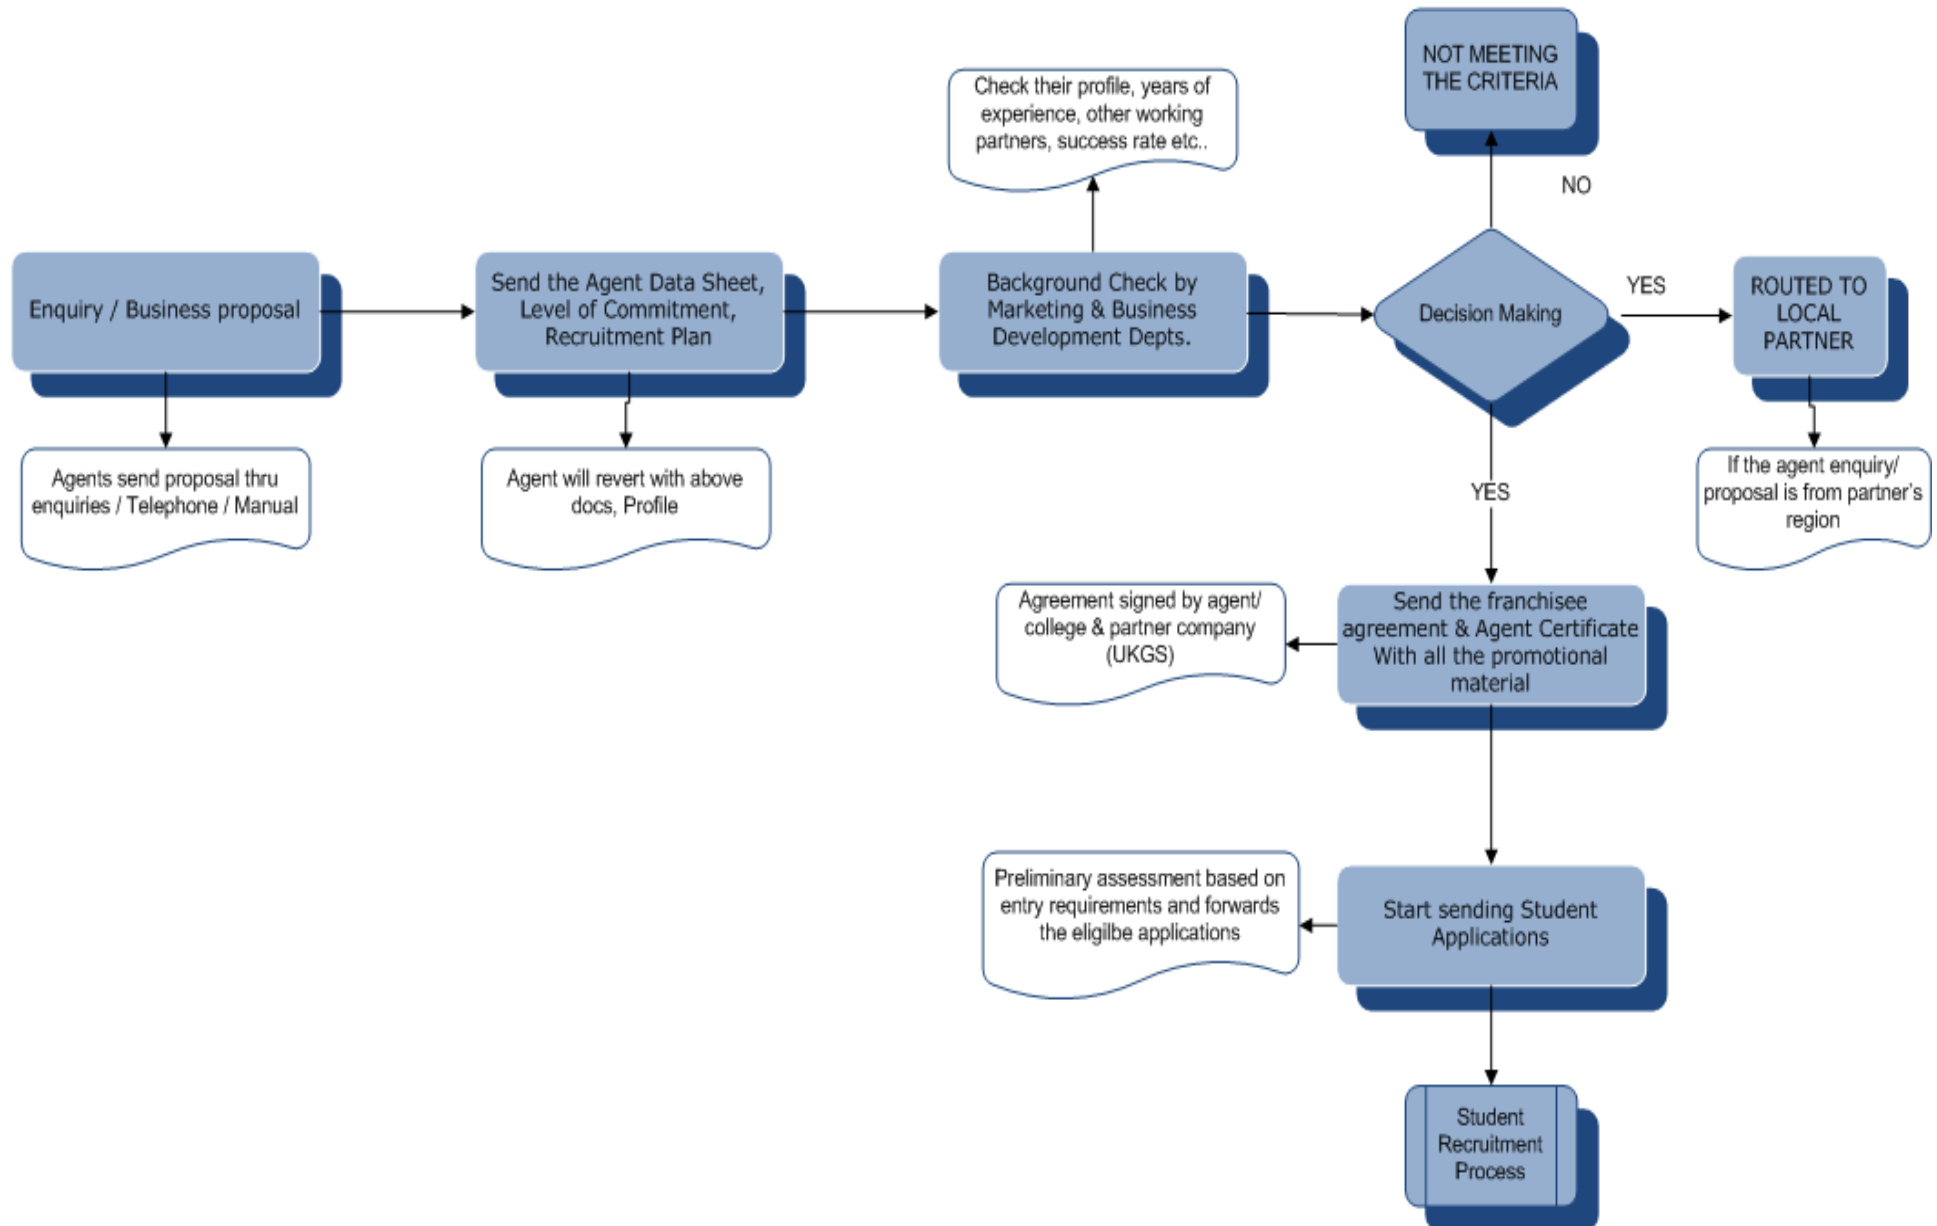 NOT MEETING
THE CRITERIA
Check their profile, years of
experience, other working
partners, success rate etc..
NO
Enquiry / Business proposal
Send the Agent Data Sheet,
Level of Commitment,
Recruitment Plan
Background Check by
Marketing & Business
Development Depts.
Decision Making
YES
ROUTED TO
LOCAL
PARTNER
Agents send proposal thru
enquiries / Telephone / Manual
Agent will revert with above
docs, Profile
YES
If the agent enquiry/
proposal is from partner's
region
Agreement signed by agent/
college & partner company
(UKGS)
Send the franchisee
agreement & Agent Certificate
With all the promotional
material
Preliminary assessment based on
entry requirements and forwards
the eligilbe applications
Start sending Student
Applications
Student
Recruitment
Process